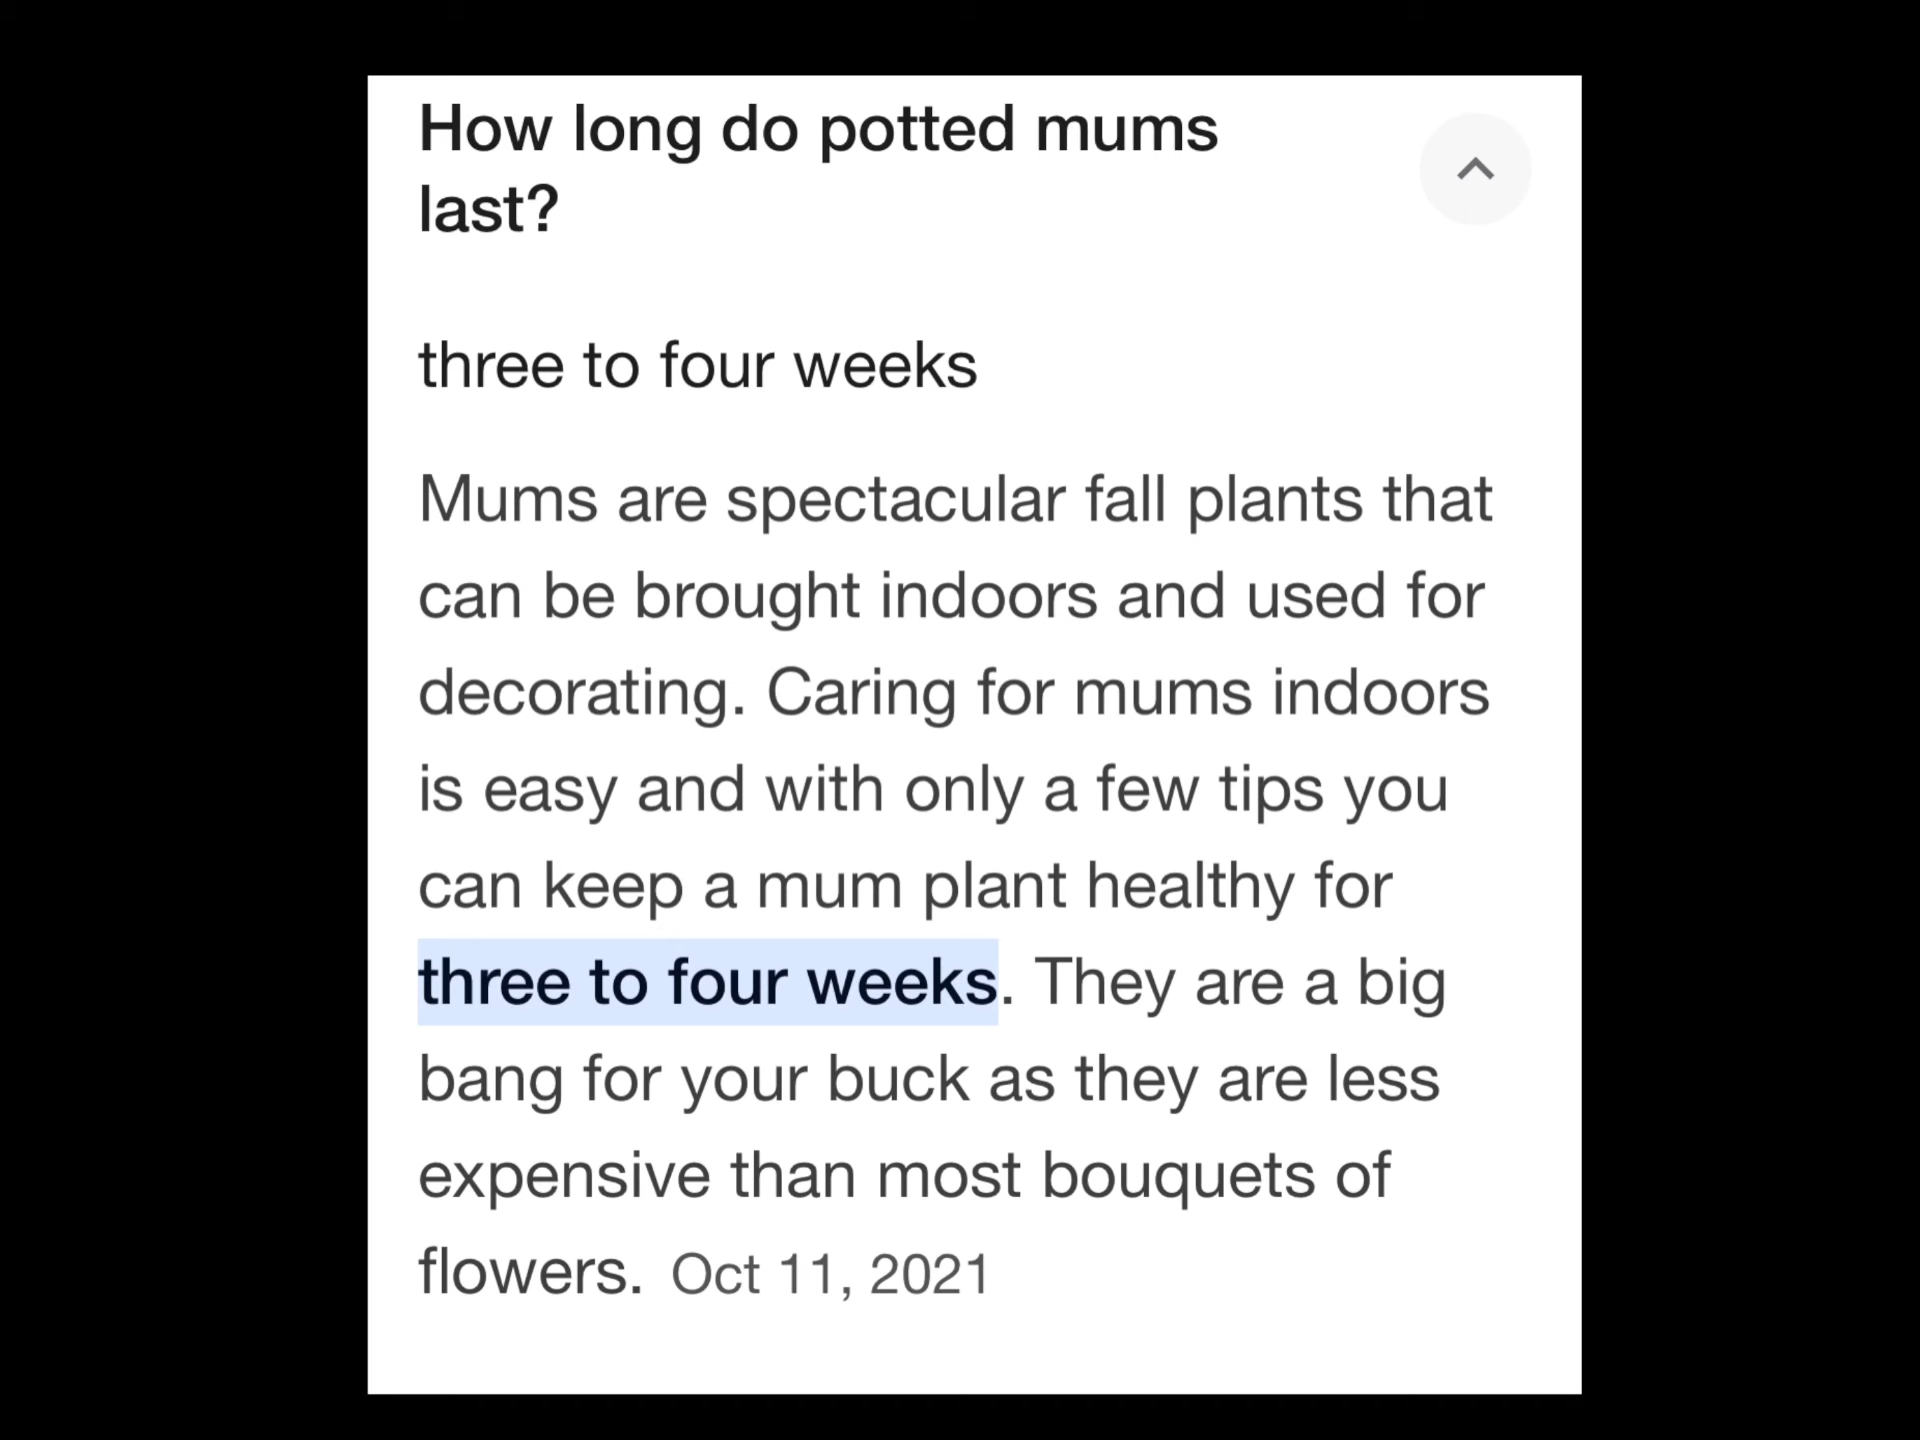 How long do potted mums
last?
three to four weeks
Mums are spectacular fall plants that
can be brought indoors and used for
decorating. Caring for mums indoors
is easy and with only a few tips you
can keep a mum plant healthy for
three to four weeks. They are a big
bang for your buck as they are less
expensive than most bouquets of
flowers. Oct 11, 2021